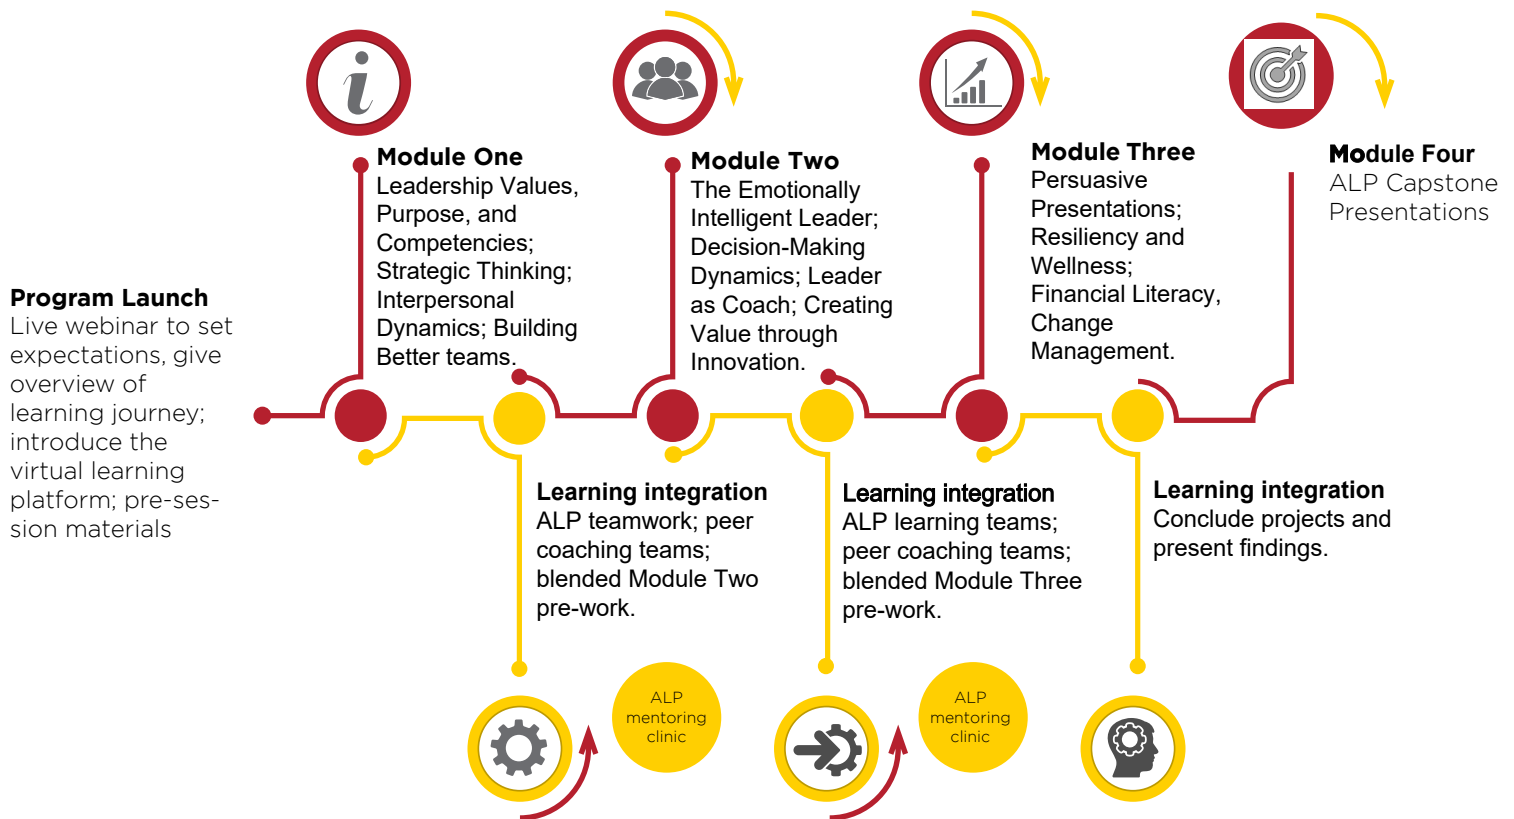 Program Launch
Live webinar to set
expectations, give
overview of
learning journey;
introduce the
virtual learning
platform; pre-ses-
sion materials
Module One
Leadership Values,
Purpose, and
Competencies;
Strategic Thinking;
Interpersonal
Dynamics; Building
Better teams.
Module Two
The Emotionally
Intelligent Leader;
Decision-Making
Dynamics; Leader
as Coach; Creating
Value through
Innovation.
Module Three
Persuasive
Presentations;
Resiliency and
Wellness;
Financial Literacy,
Change
Management.
Module Four
ALP Capstone
Presentations
Learning integration
ALP teamwork; peer
coaching teams;
blended Module Two
pre-work.
Learning integration
ALP learning teams;
peer coaching teams;
blended Module Three
pre-work.
Learning integration
Conclude projects and
present findings.
ALP
mentoring
clinic
ALP
mentoring
clinic